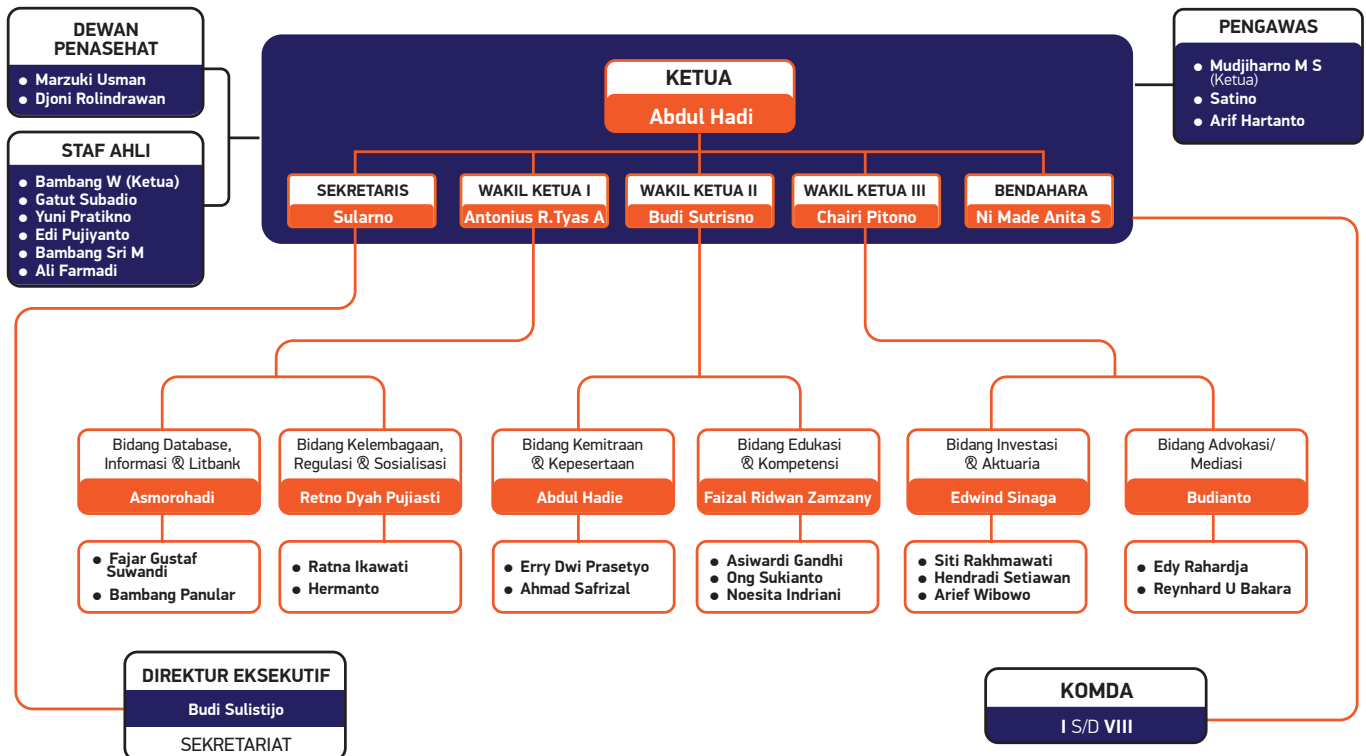 DEWAN
PENASEHAT
● Marzuki Usman
● Djoni Rolindrawan
STAF AHLI
● Bambang W (Ketua)
● Gatut Subadio
● Yuni Pratikno
● Edi Pujiyanto
● Bambang Sri M
● Ali Farmadi
KETUA
Abdul Hadi
PENGAWAS
● Mudjiharno M S
(Ketua)
● Satino
● Arif Hartanto
SEKRETARIS
Sularno
WAKIL KETUA I
Antonius R.Tyas A
WAKIL KETUA II
Budi Sutrisno
WAKIL KETUA III
Chairi Pitono
BENDAHARA
Ni Made Anita S
Bidang Database,
Informasi & Litbank
Asmorohadi
● Fajar Gustaf
Suwandi
● Bambang Panular
Bidang Kelembagaan,
Regulasi & Sosialisasi
Retno Dyah Pujiasti
● Ratna Ikawati
● Hermanto
Bidang Kemitraan
& Kepesertaan
Abdul Hadie
● Erry Dwi Prasetyo
● Ahmad Safrizal
Bidang Edukasi
& Kompetensi
Faizal Ridwan Zamzany
● Asiwardi Gandhi
● Ong Sukianto
● Noesita Indriani
Bidang Investasi
& Aktuaria
Edwind Sinaga
● Siti Rakhmawati
● Hendradi Setiawan
● Arief Wibowo
Bidang Advokasi/
Mediasi
Budianto
● Edy Rahardja
● Reynhard U Bakara
DIREKTUR EKSEKUTIF
Budi Sulistijo
SEKRETARIAT
KOMDA
I S/D VIII